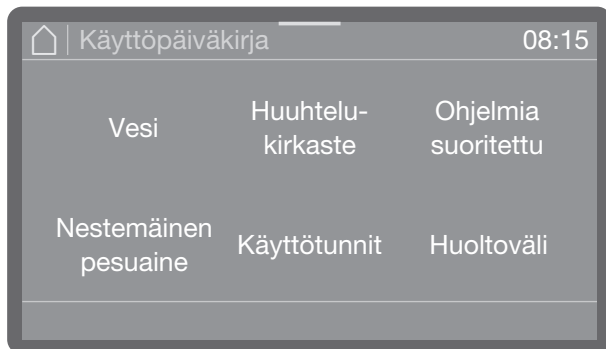 Käyttöpäiväkirja 08:15
Vesi
Huuhtelu-
kirkaste
Ohjelmia
suoritettu
Nestemäinen
pesuaine
Käyttötunnit
Huoltoväli